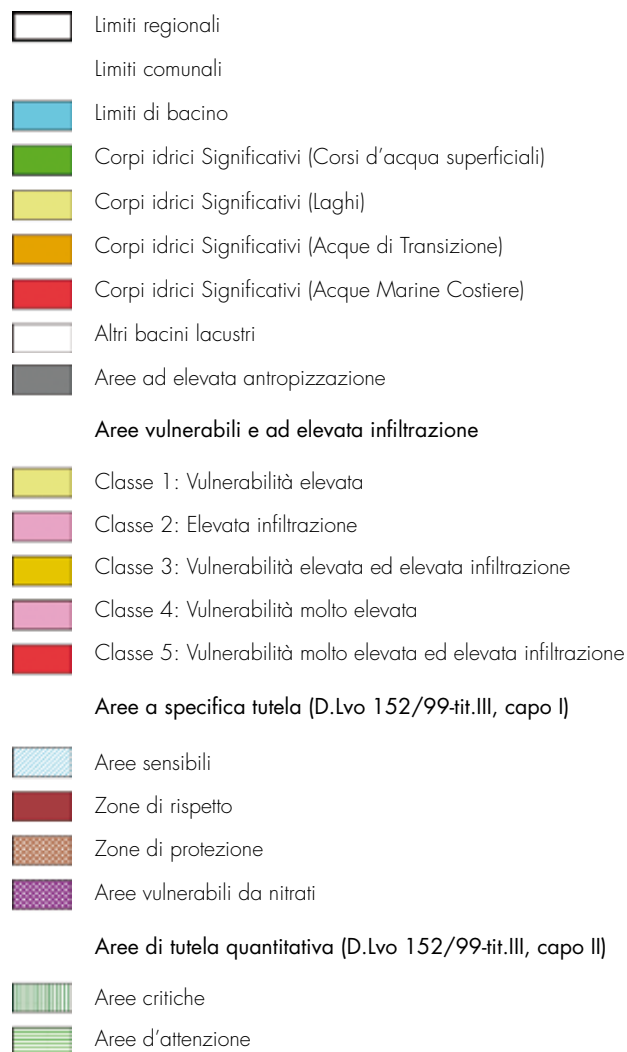 Limiti regionali
Limiti comunali
Limiti di bacino
Corpi idrici Significativi (Corsi d'acqua superficiali)
Corpi idrici Significativi (Laghi)
Corpi idrici Significativi (Acque di Transizione)
Corpi idrici Significativi (Acque Marine Costiere)
Altri bacini lacustri
Aree ad elevata antropizzazione
Aree vulnerabili e ad elevata infiltrazione
Classe 1: Vulnerabilità elevata
Classe 2: Elevata infiltrazione
Classe 3: Vulnerabilità elevata ed elevata infiltrazione
Classe 4: Vulnerabilità molto elevata
Classe 5: Vulnerabilità molto elevata ed elevata infiltrazione
Aree a specifica tutela (D.Lvo 152/99-tit.III, capo I)
Aree sensibili
Zone di rispetto
Zone di protezione
Aree vulnerabili da nitrati
Aree di tutela quantitativa (D.Lvo 152/99-tit.III, capo II)
Aree critiche
Aree d'attenzione